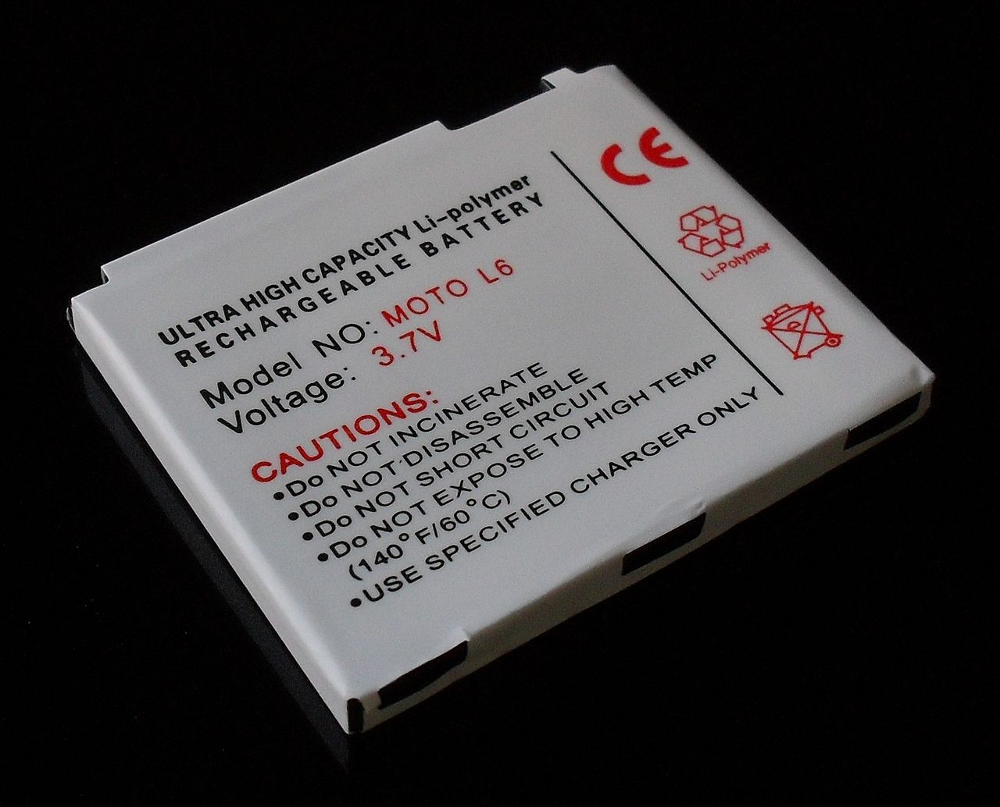 ULTRA HIGH CAPACITY Li-polymer
RECHARGEABLE BATTERY
Model NO: MOTO L6
Voltage: 3.7V
CAUTIONS:
•Do NOT INCINERATE
•Do NOT DISASSEMBLE
•Do NOT SHORT CIRCUIT
•Do NOT EXPOSE TO HIGH TEMP
(140°F/60°C)
•USE SPECIFIED CHARGER ONLY
CE
Li-Polymer